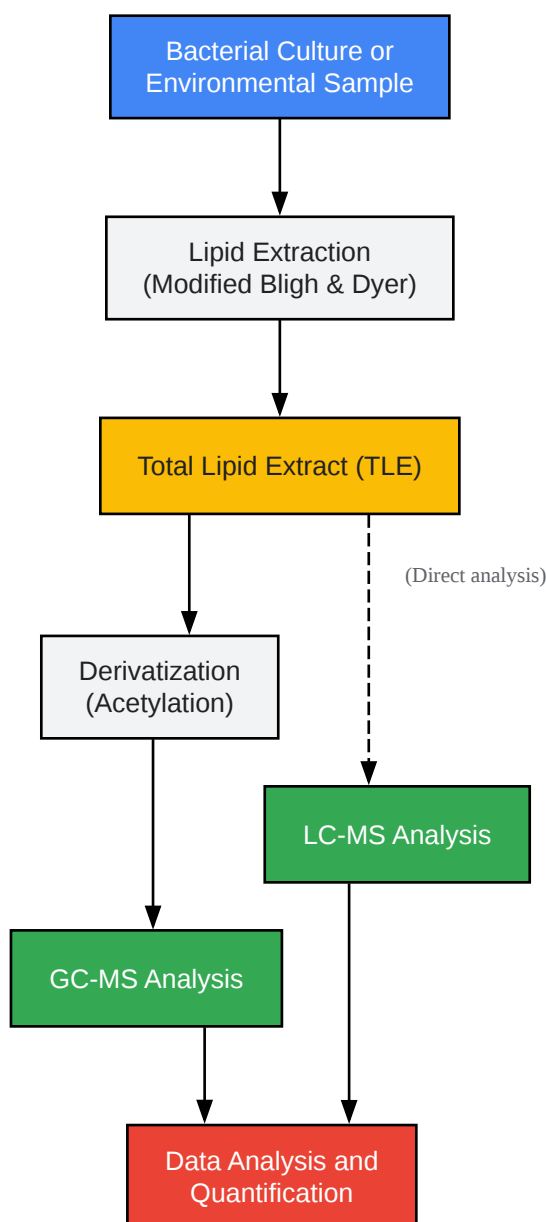 Bacterial Culture or
Environmental Sample
Lipid Extraction
(Modified Bligh & Dyer)
Total Lipid Extract (TLE)
(Direct analysis)
Derivatization
(Acetylation)
LC-MS Analysis
GC-MS Analysis
Data Analysis and
Quantification